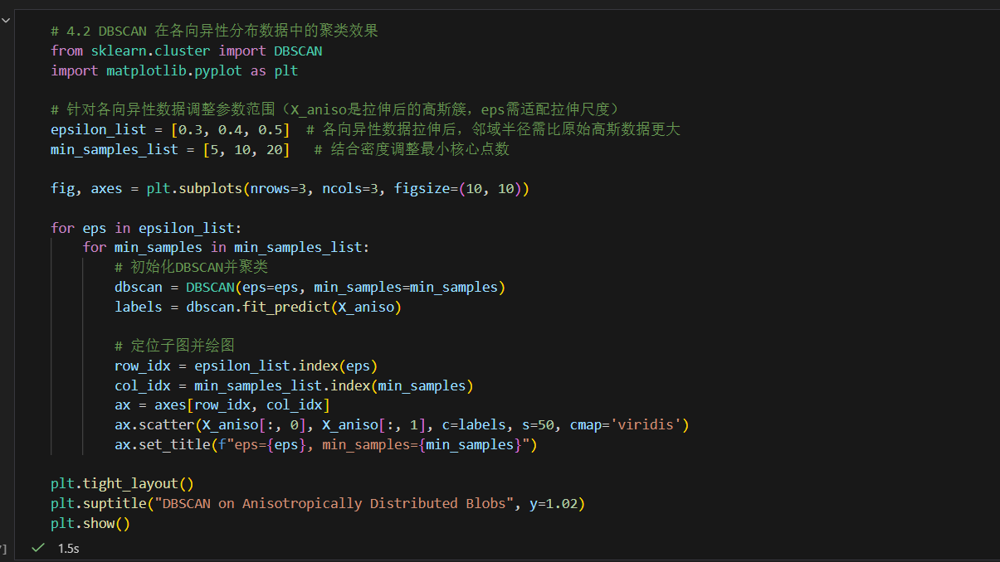 # 4.2 DBSCAN 在各向异性分布数据中的聚类效果
from sklearn.cluster import DBSCAN
import matplotlib.pyplot as plt
# 针对各向异性数据调整参数范围（X_aniso是拉伸后的高斯簇，eps需适配拉伸尺度）
epsilon_list = [0.3, 0.4, 0.5]  # 各向异性数据拉伸后，邻域半径需比原始高斯数据更大
min_samples_list = [5, 10, 20]   # 结合密度调整最小核心点数
fig, axes = plt.subplots(nrows=3, ncols=3, figsize=(10, 10))
for eps in epsilon_list:
    for min_samples in min_samples_list:
        # 初始化DBSCAN并聚类
        dbscan = DBSCAN(eps=eps, min_samples=min_samples)
        labels = dbscan.fit_predict(X_aniso)
        # 定位子图并绘图
        row_idx = epsilon_list.index(eps)
        col_idx = min_samples_list.index(min_samples)
        ax = axes[row_idx, col_idx]
        ax.scatter(X_aniso[:, 0], X_aniso[:, 1], c=labels, s=50, cmap='viridis')
        ax.set_title(f"eps={eps}, min_samples={min_samples}")
plt.tight_layout()
plt.suptitle("DBSCAN on Anisotropically Distributed Blobs", y=1.02)
plt.show()
] ✓ 1.5s